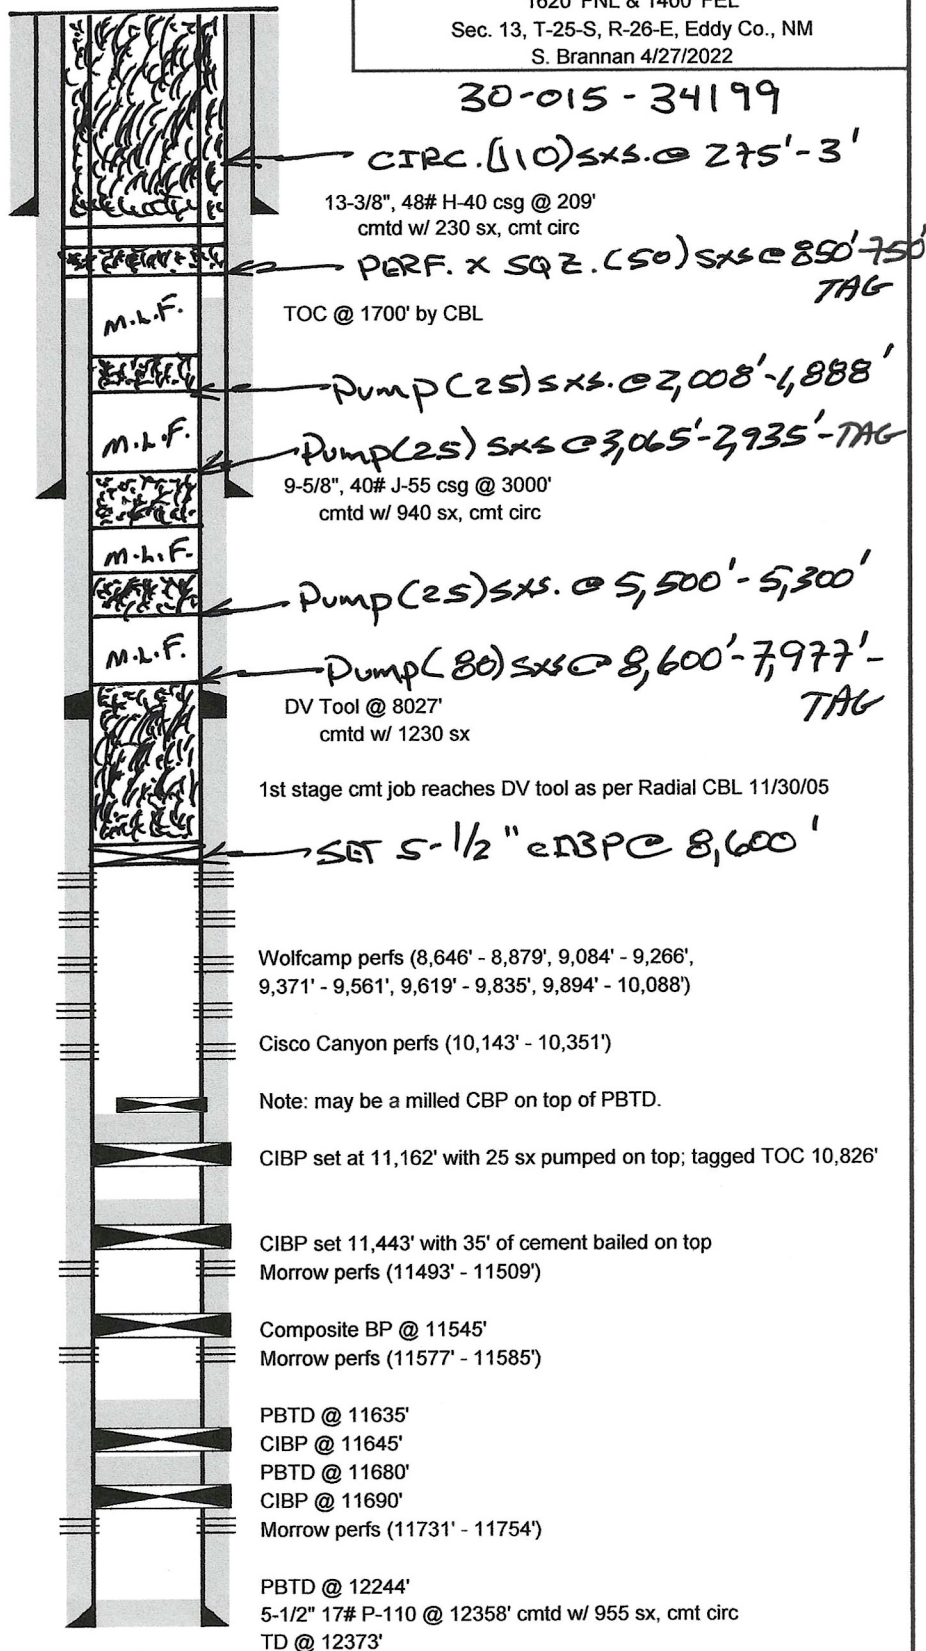 1620' FNL & 1400' FEL
Sec. 13, T-25-S, R-26-E, Eddy Co., NM
S. Brannan 4/27/2022
30-015-34199
CIRC. (110) SXS. @ 275'-3'
13-3/8", 48# H-40 csg @ 209'
cmtd w/ 230 sx, cmt circ
PERF. X SQZ. (50) SXS @ 850'-750'
TAG
M.L.F.
TOC @ 1700' by CBL
Pump (25) SXS. @ 2,008'-1,888'
M.L.F.
Pump (25) SXS @ 3,065'-2,935'-TAG
9-5/8", 40# J-55 csg @ 3000'
cmtd w/ 940 sx, cmt circ
M.L.F.
Pump (25) SXS. @ 5,500'-5,300'
M.L.F.
Pump (80) SXS @ 8,600'-7,977'-
TAG
DV Tool @ 8027'
cmtd w/ 1230 sx
1st stage cmt job reaches DV tool as per Radial CBL 11/30/05
SET 5-1/2" CIBP @ 8,600'
Wolfcamp perfs (8,646' - 8,879', 9,084' - 9,266',
9,371' - 9,561', 9,619' - 9,835', 9,894' - 10,088')
Cisco Canyon perfs (10,143' - 10,351')
Note: may be a milled CBP on top of PBTD.
CIBP set at 11,162' with 25 sx pumped on top; tagged TOC 10,826'
CIBP set 11,443' with 35' of cement bailed on top
Morrow perfs (11493' - 11509')
Composite BP @ 11545'
Morrow perfs (11577' - 11585')
PBTD @ 11635'
CIBP @ 11645'
PBTD @ 11680'
CIBP @ 11690'
Morrow perfs (11731' - 11754')
PBTD @ 12244'
5-1/2" 17# P-110 @ 12358' cmtd w/ 955 sx, cmt circ
TD @ 12373'